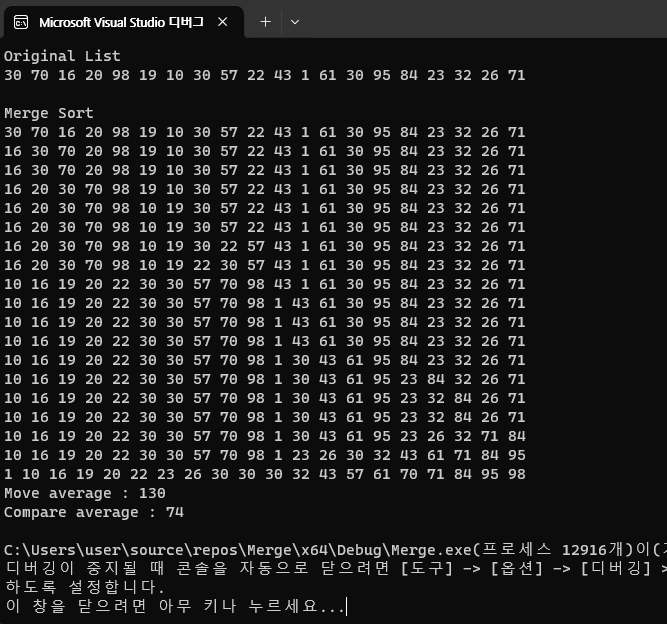 Microsoft Visual Studio 디버그
Original List
30 70 16 20 98 19 10 30 57 22 43 1 61 30 95 84 23 32 26 71
Merge Sort
30 70 16 20 98 19 10 30 57 22 43 1 61 30 95 84 23 32 26 71
16 30 70 20 98 19 10 30 57 22 43 1 61 30 95 84 23 32 26 71
16 30 70 20 98 19 10 30 57 22 43 1 61 30 95 84 23 32 26 71
16 20 30 70 98 19 10 30 57 22 43 1 61 30 95 84 23 32 26 71
16 20 30 70 98 10 19 30 57 22 43 1 61 30 95 84 23 32 26 71
16 20 30 70 98 10 19 30 57 22 43 1 61 30 95 84 23 32 26 71
16 20 30 70 98 10 19 30 22 57 43 1 61 30 95 84 23 32 26 71
16 20 30 70 98 10 19 22 30 57 43 1 61 30 95 84 23 32 26 71
10 16 19 20 22 30 30 57 70 98 43 1 61 30 95 84 23 32 26 71
10 16 19 20 22 30 30 57 70 98 1 43 61 30 95 84 23 32 26 71
10 16 19 20 22 30 30 57 70 98 1 43 61 30 95 84 23 32 26 71
10 16 19 20 22 30 30 57 70 98 1 43 61 30 95 84 23 32 26 71
10 16 19 20 22 30 30 57 70 98 1 30 43 61 95 84 23 32 26 71
10 16 19 20 22 30 30 57 70 98 1 30 43 61 95 23 84 32 26 71
10 16 19 20 22 30 30 57 70 98 1 30 43 61 95 23 32 84 26 71
10 16 19 20 22 30 30 57 70 98 1 30 43 61 95 23 32 84 26 71
10 16 19 20 22 30 30 57 70 98 1 30 43 61 95 23 26 32 71 84
10 16 19 20 22 30 30 57 70 98 1 23 26 30 32 43 61 71 84 95
1 10 16 19 20 22 23 26 30 30 30 32 43 57 61 70 71 84 95 98
Move average : 130
Compare average : 74
C:\Users\user\source\repos\Merge\x64\Debug\Merge.exe(프로세스 12916개)이(
디버깅이 중지될 때 콘솔을 자동으로 닫으려면 [도구] -> [옵션] -> [디버깅] >
하도록 설정합니다.
이 창을 닫으려면 아무 키나 누르세요...